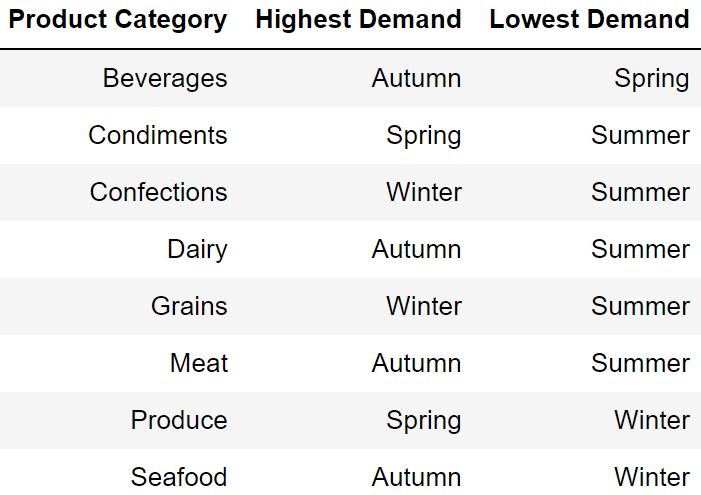 Product Category Highest Demand Lowest Demand
Beverages Autumn Spring
Condiments Spring Summer
Confections Winter Summer
Dairy Autumn Summer
Grains Winter Summer
Meat Autumn Summer
Produce Spring Winter
Seafood Autumn Winter